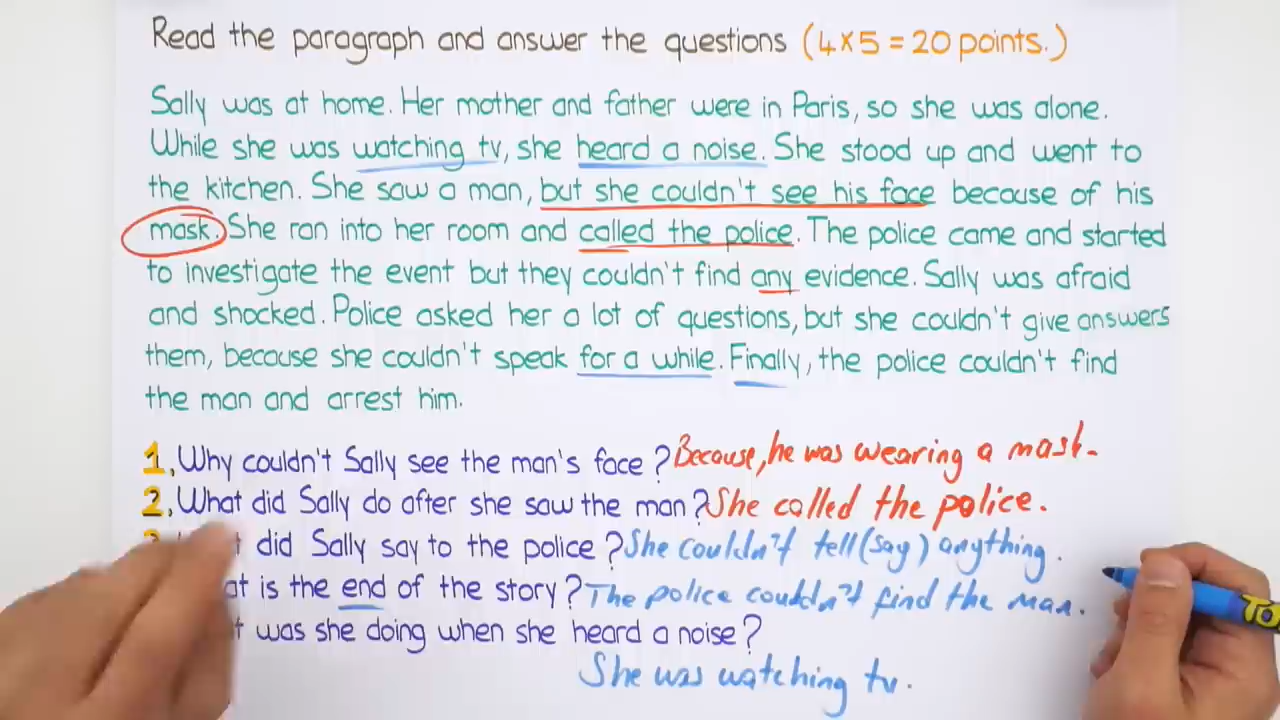 Read the paragraph and answer the questions (4x5=20 points.)
Sally was at home. Her mother and father were in Paris, so she was alone.
While she was watching tv, she heard a noise. She stood up and went to
the kitchen. She saw a man, but she couldn't see his face because of his
mask. She ran into her room and called the police. The police came and started
to investigate the event but they couldn't find any evidence. Sally was afraid
and shocked. Police asked her a lot of questions, but she couldn't give answers
them, because she couldn't speak for a while. Finally, the police couldn't find
the man and arrest him.
1, Why couldn't Sally see the man's face? Because, he was wearing a mask.
2, What did Sally do after she saw the man? She called the police.
did Sally say to the police? She couldn't tell (say) anything.
is the end of the story? The police couldn't find the man.
was she doing when she heard a noise?
She was watching tv.